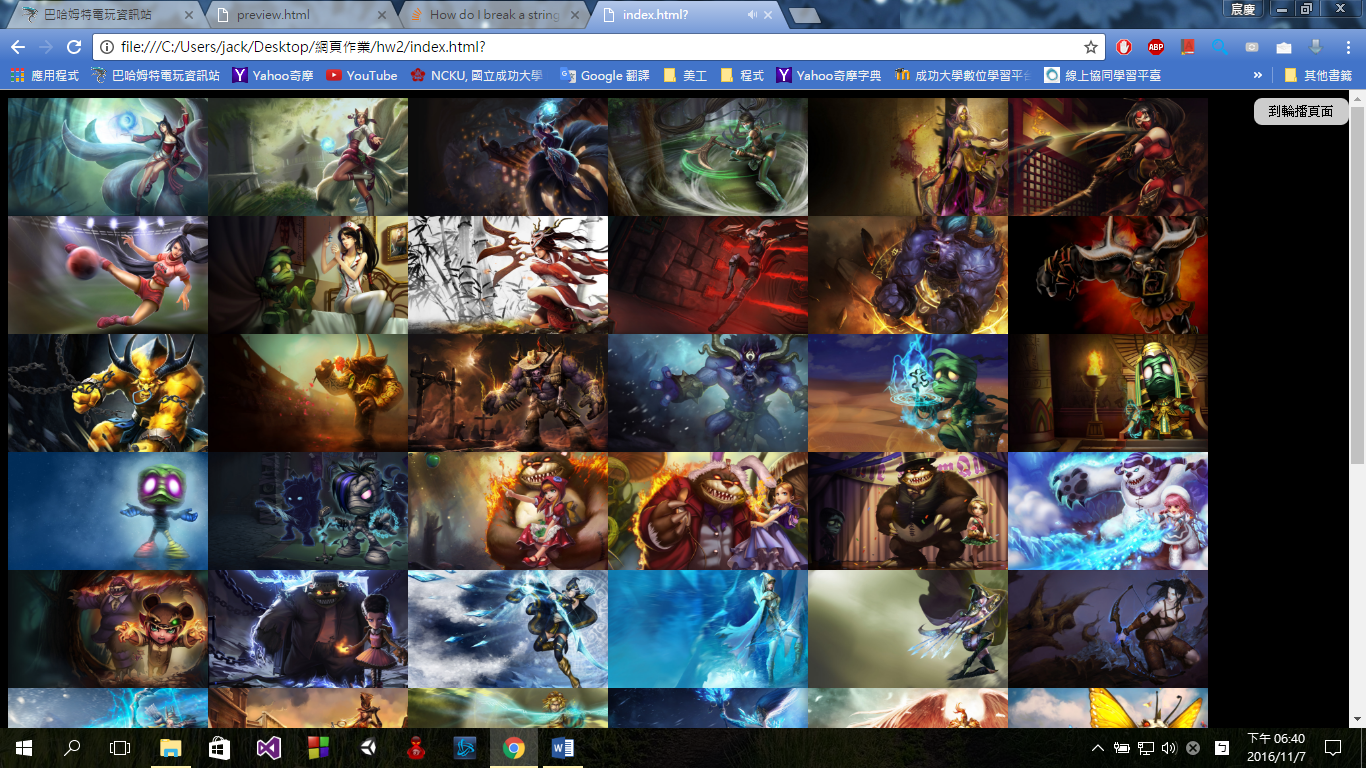 巴哈姆特電玩資訊站
preview.html
How do I break a string
index.html?
宸慶
file:///C:/Users/jack/Desktop/網頁作業/hw2/index.html?
ABP
應用程式
巴哈姆特電玩資訊站
Yahoo奇摩
YouTube
NCKU, 國立成功大學
Google 翻譯
美工
程式
Yahoo奇摩字典
成功大學數位學習平台
線上協同學習平臺
»
其他書籤
到輪播頁面
下午 06:40
2016/11/7